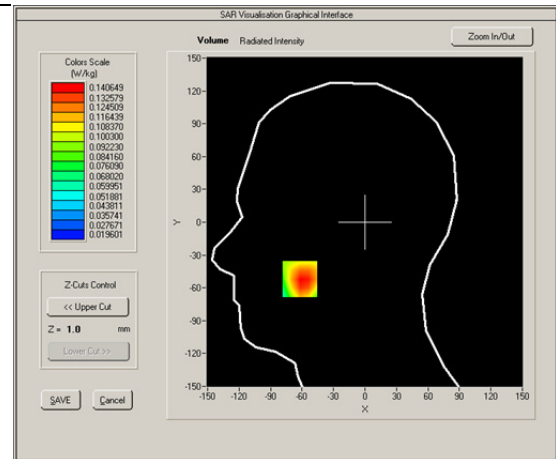 SAR Visualisation Graphical Interface
Volume Radiated Intensity
Zoom In/Out
Colors Scale
(W/kg)
0.140649
0.132579
0.124509
0.116439
0.108370
0.100300
0.092230
0.084160
0.076090
0.068020
0.059951
0.051881
0.043811
0.035741
0.027671
0.019601
Z-Cuts Control
<< Upper Cut
Z = 1.0 mm
Lower Cut >>
SAVE Cancel
150
120
90
60
30
0
-30
-60
-90
-120
-150
Y
-150 -120 -90 -60 -30 0 30 60 90 120 150
X